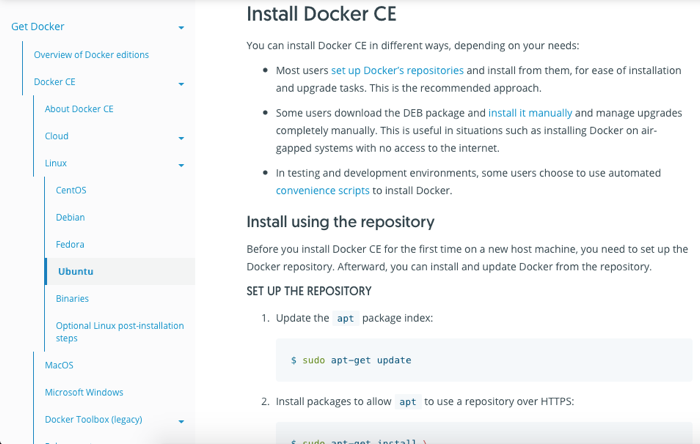 Get Docker
Overview of Docker editions
Docker CE
About Docker CE
Cloud
Linux
CentOS
Debian
Fedora
Ubuntu
Binaries
Optional Linux post-installation
steps
MacOS
Microsoft Windows
Docker Toolbox (legacy)
Install Docker CE
You can install Docker CE in different ways, depending on your needs:
• Most users set up Docker's repositories and install from them, for ease of installation
and upgrade tasks. This is the recommended approach.
• Some users download the DEB package and install it manually and manage upgrades
completely manually. This is useful in situations such as installing Docker on air-
gapped systems with no access to the internet.
• In testing and development environments, some users choose to use automated
convenience scripts to install Docker.
Install using the repository
Before you install Docker CE for the first time on a new host machine, you need to set up the
Docker repository. Afterward, you can install and update Docker from the repository.
SET UP THE REPOSITORY
1. Update the apt package index:
$ sudo apt-get update
2. Install packages to allow apt to use a repository over HTTPS:
$ sudo apt-get install \